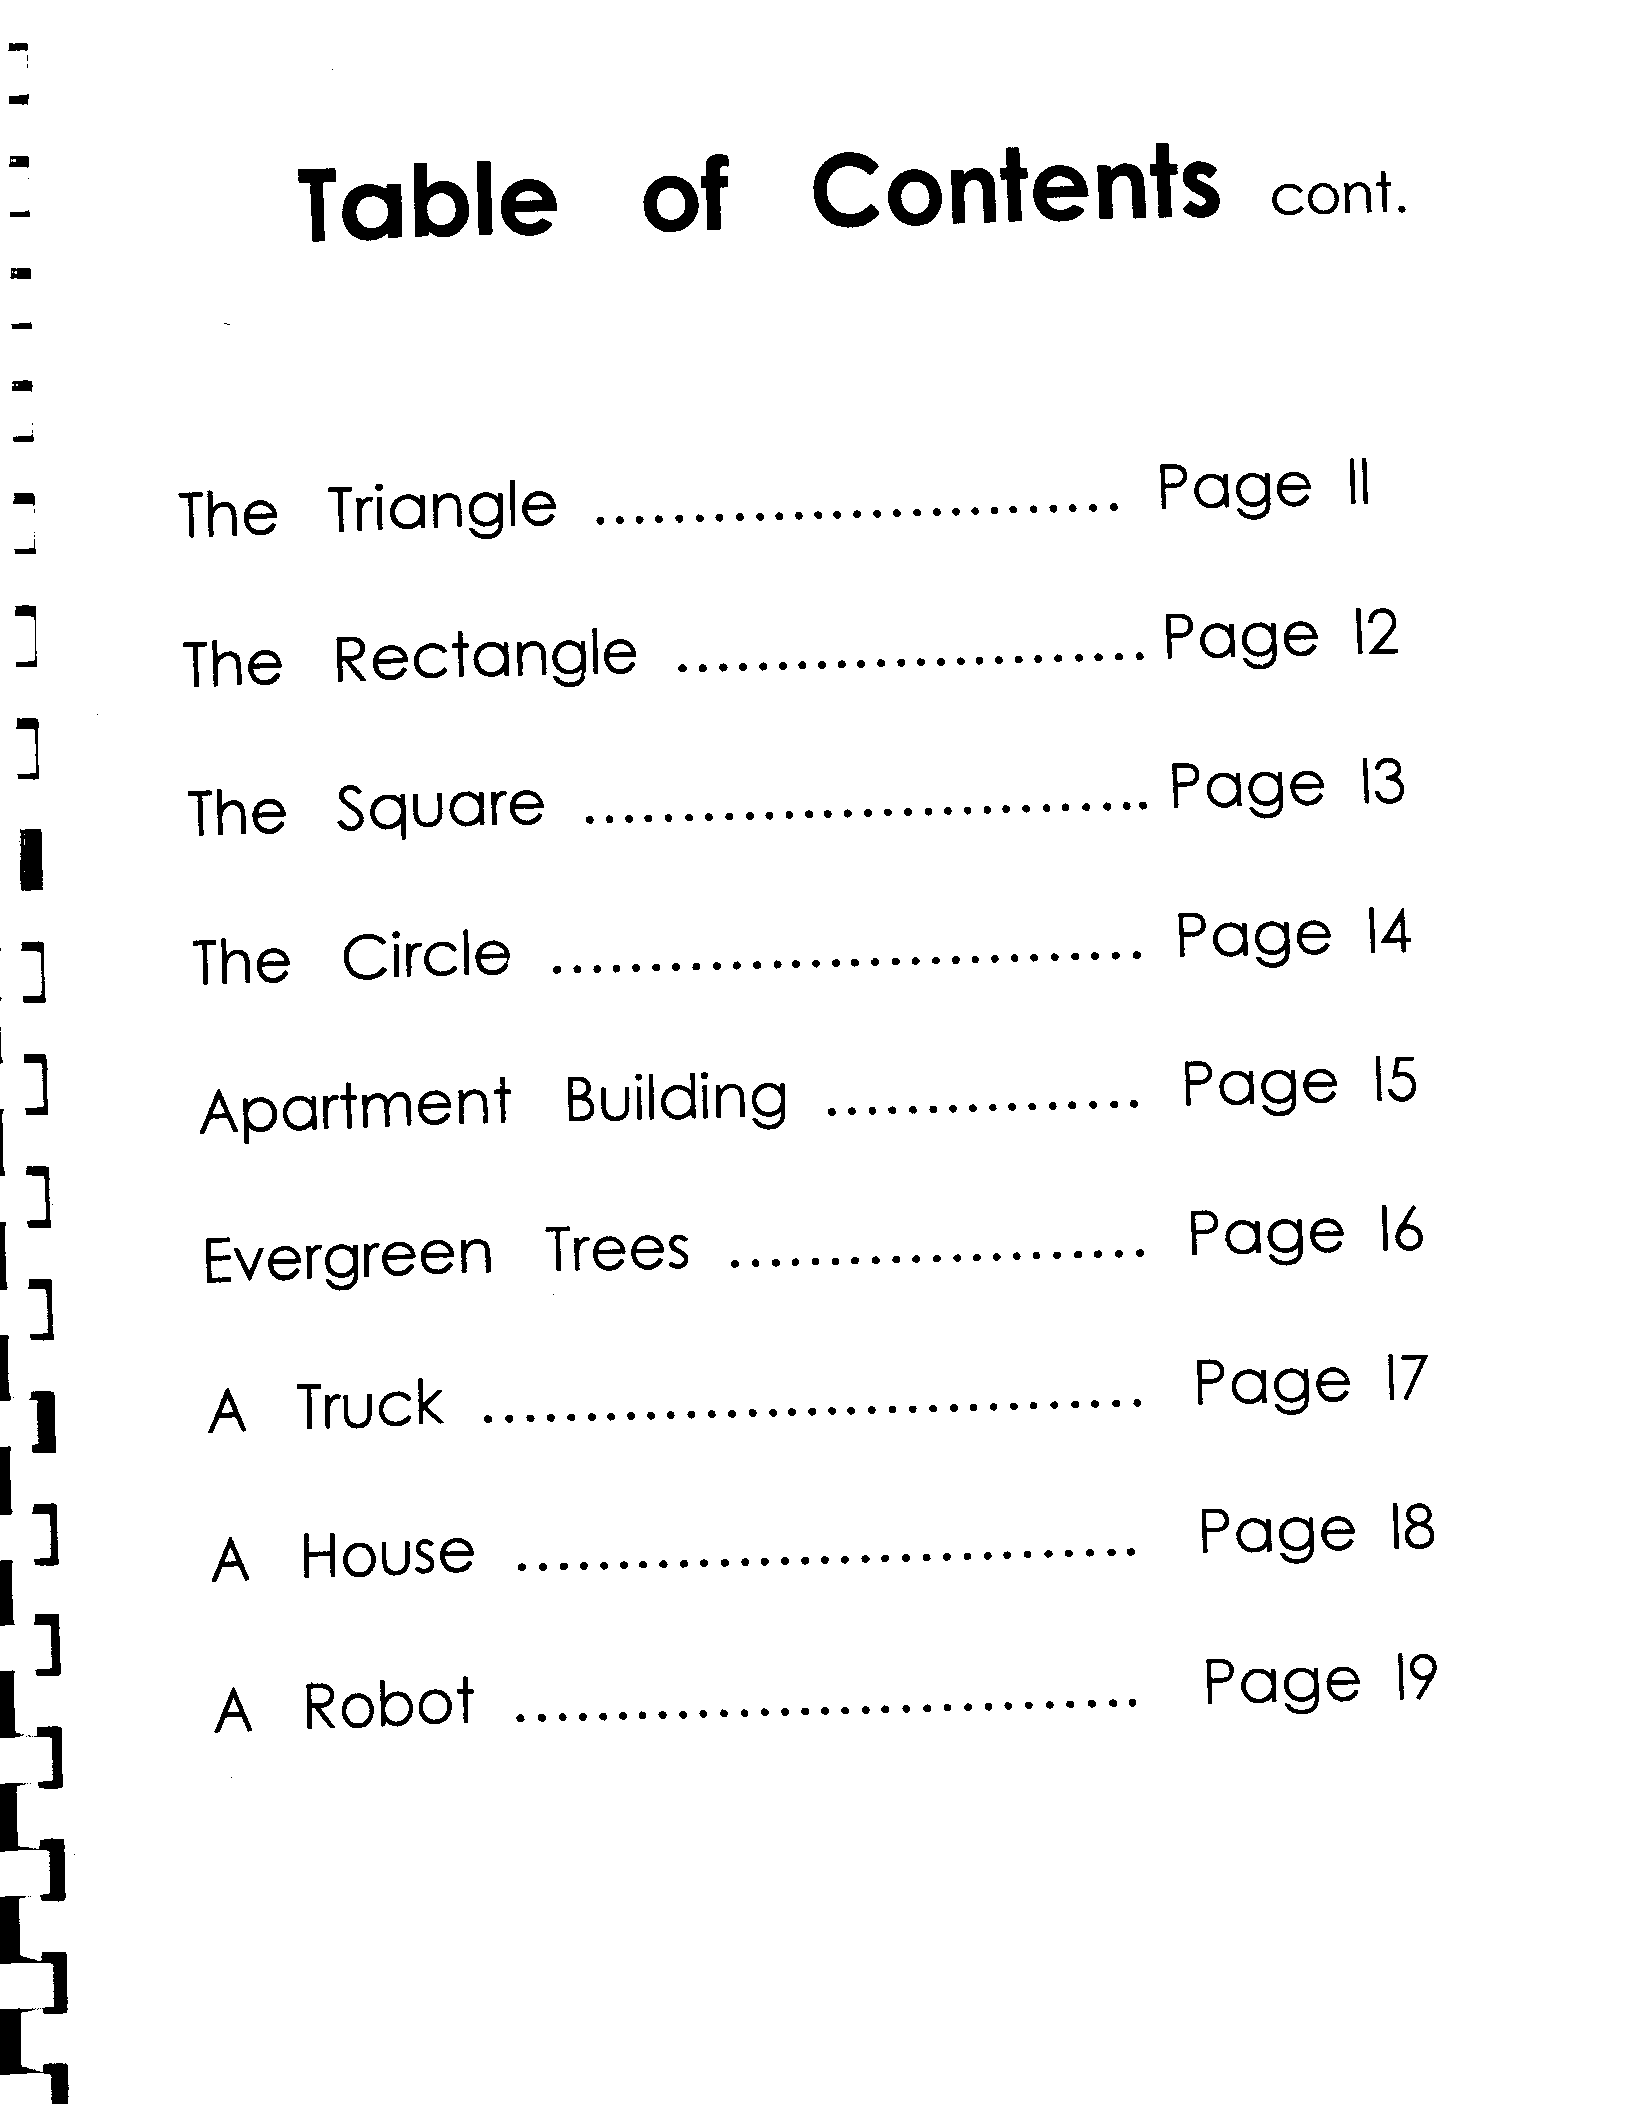 Table of Contents cont.
The Triangle ........................... Page 11
The Rectangle ........................ Page 12
The Square ............................ Page 13
The Circle .............................. Page 14
Apartment Building ................ Page 15
Evergreen Trees ..................... Page 16
A Truck ................................. Page 17
A House ............................... Page 18
A Robot ............................... Page 19